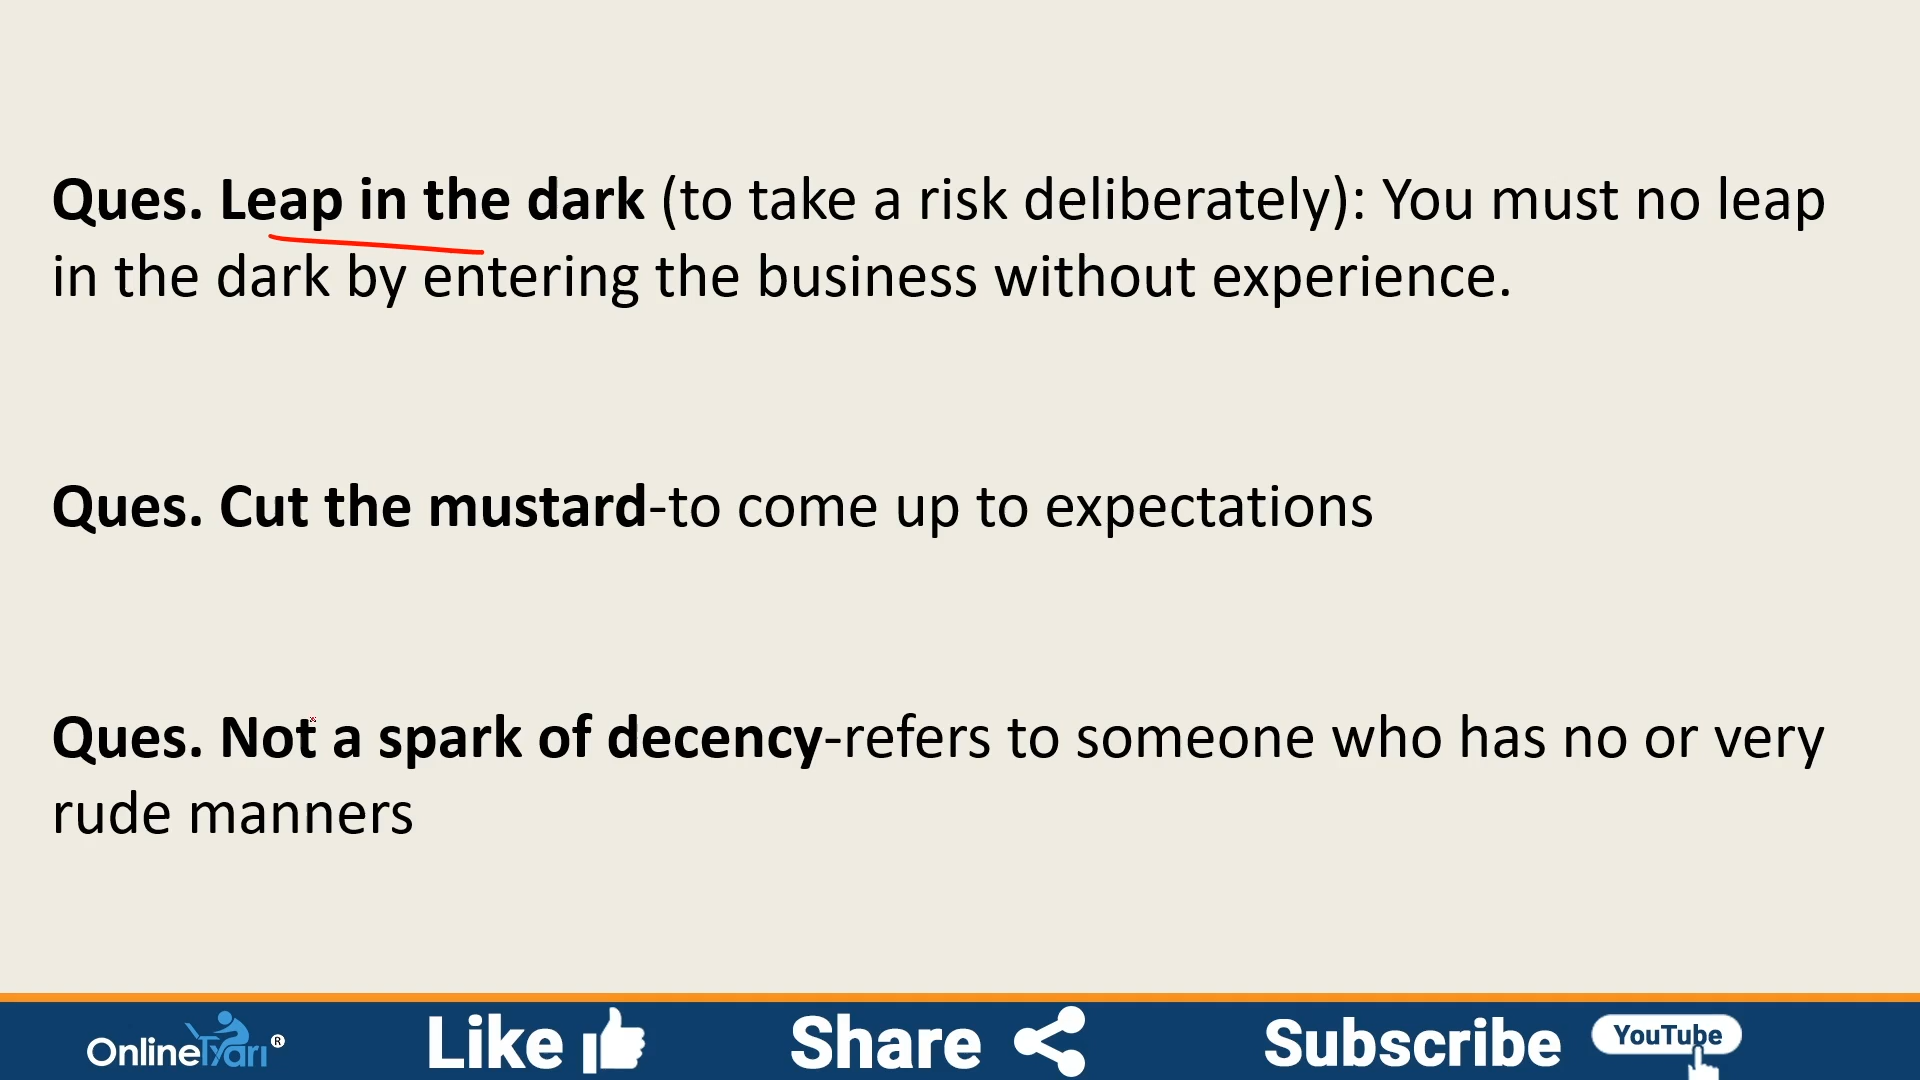 Ques. Leap in the dark (to take a risk deliberately): You must no leap
in the dark by entering the business without experience.
Ques. Cut the mustard-to come up to expectations
Ques. Not a spark of decency-refers to someone who has no or very
rude manners
OnlineTyari® Like Share Subscribe YouTube